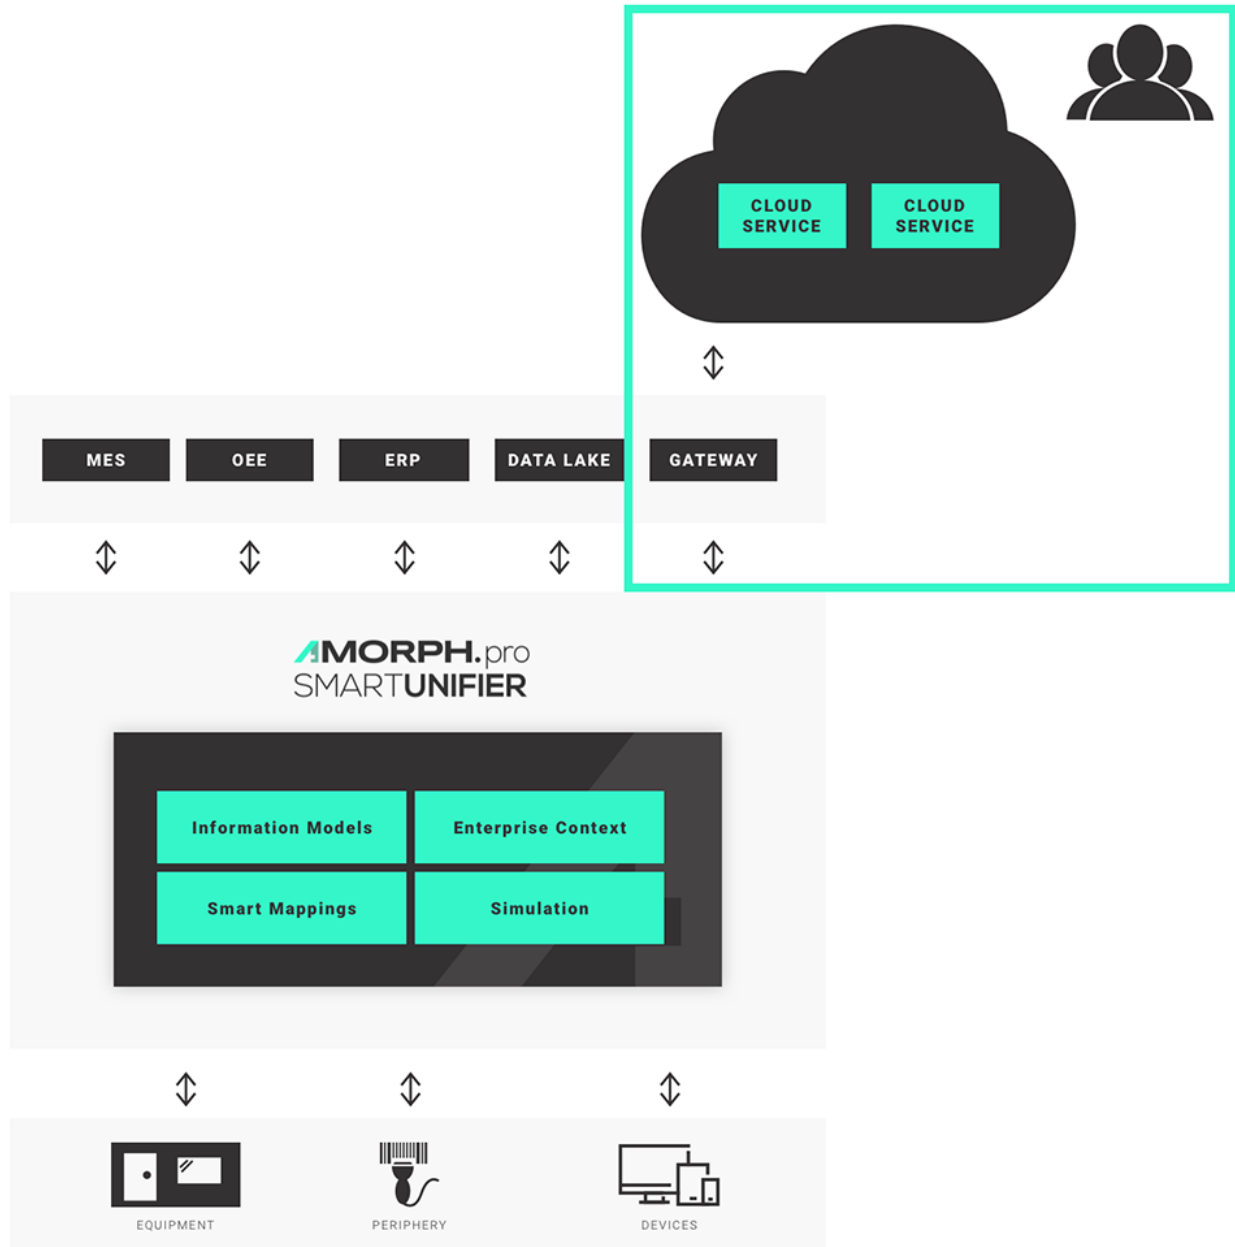 CLOUD
SERVICE
CLOUD
SERVICE
MES
OEE
ERP
DATA LAKE
GATEWAY
AMORPH.pro
SMARTUNIFIER
Information Models
Enterprise Context
Smart Mappings
Simulation
EQUIPMENT
PERIPHERY
DEVICES